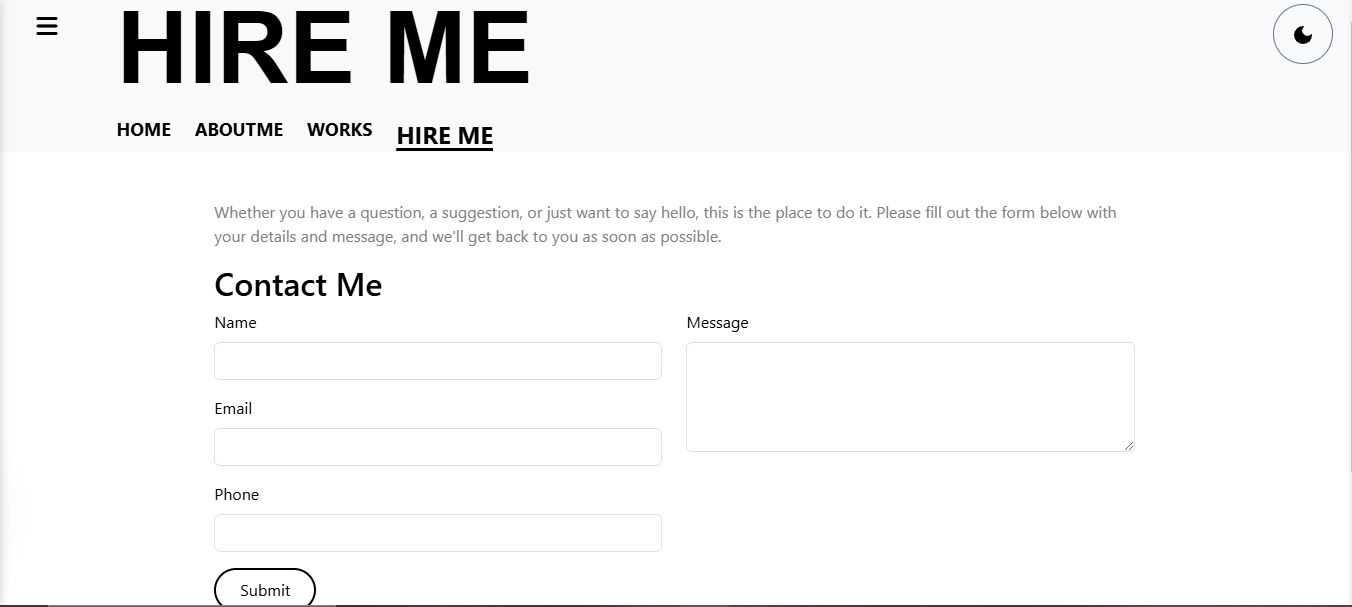 HIRE ME
HOME ABOUTME WORKS HIRE ME
Whether you have a question, a suggestion, or just want to say hello, this is the place to do it. Please fill out the form below with
your details and message, and we'll get back to you as soon as possible.
Contact Me
Name
Message
Email
Phone
Submit